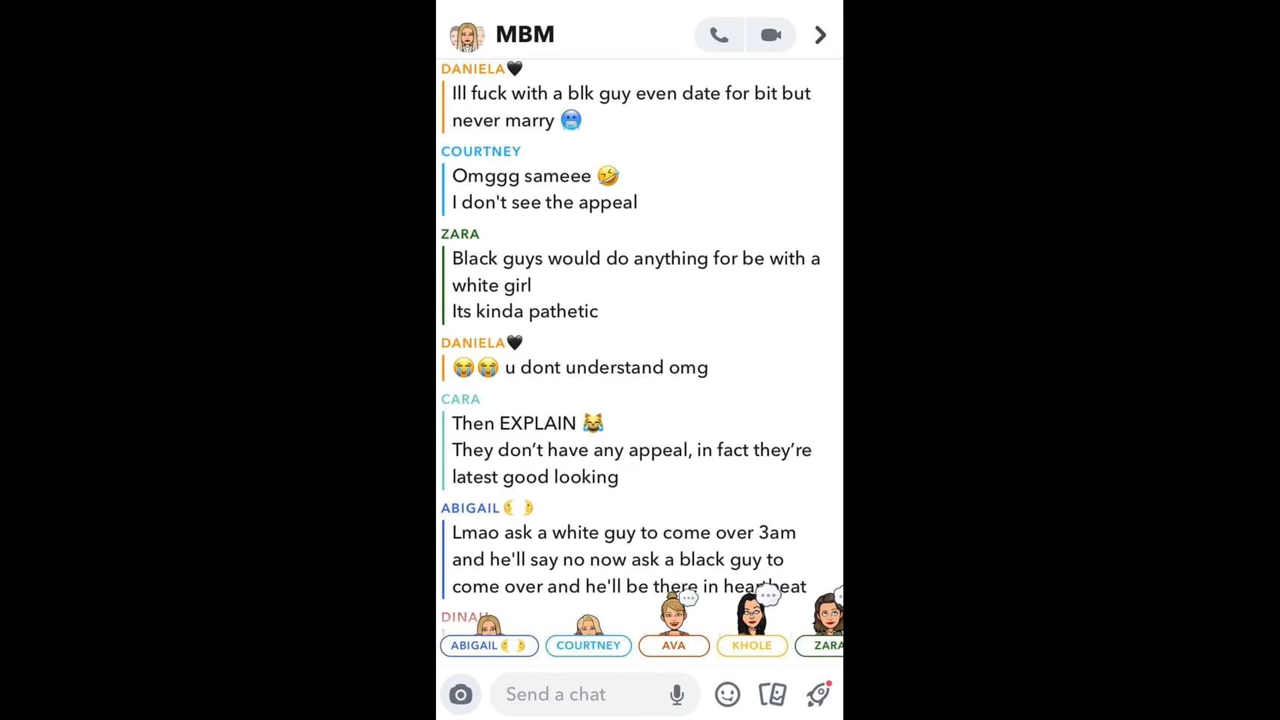 MBM
DANIELA🖤
Ill fuck with a blk guy even date for bit but
never marry 🥶
COURTNEY
Omggg sameee 🤣
I don't see the appeal
ZARA
Black guys would do anything for be with a
white girl
Its kinda pathetic
DANIELA🖤
😭😭 u dont understand omg
CARA
Then EXPLAIN 😹
They don’t have any appeal, in fact they’re
latest good looking
ABIGAIL🌜🌛
Lmao ask a white guy to come over 3am
and he'll say no now ask a black guy to
come over and he'll be there in heartbeat
DINAH
ABIGAIL🌜🌛 COURTNEY AVA KHOLE ZARA
Send a chat